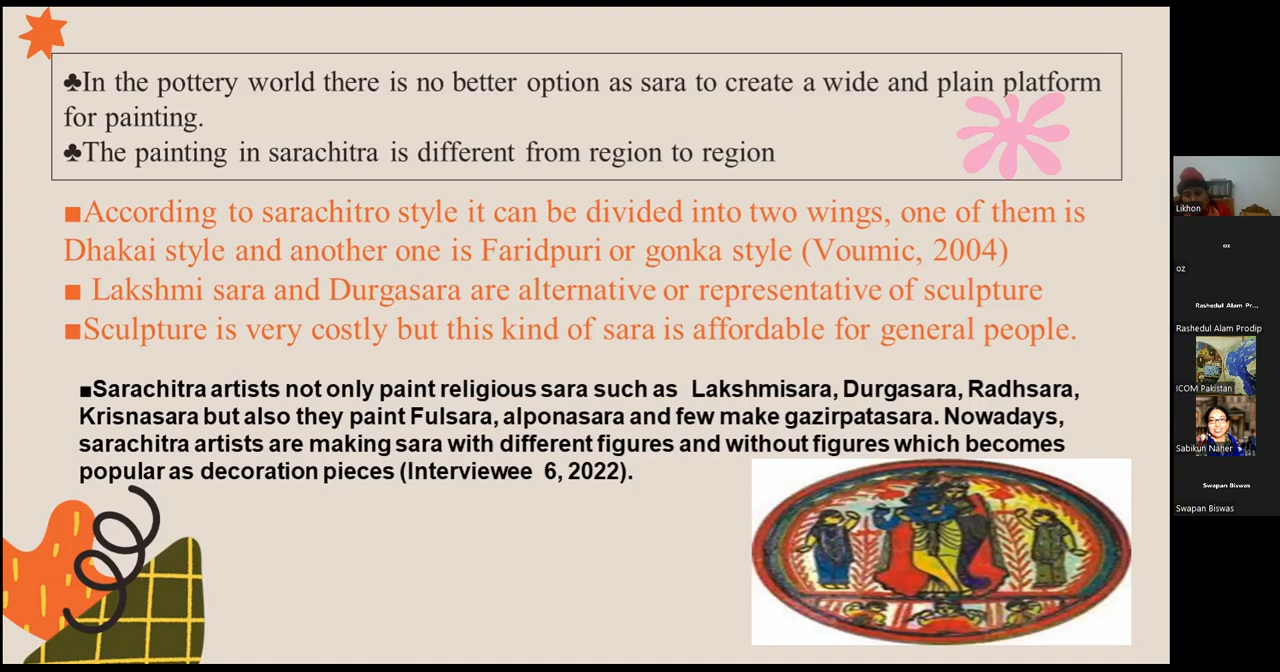 ♣In the pottery world there is no better option as sara to create a wide and plain platform
for painting.
♣The painting in sarachitra is different from region to region
■According to sarachitro style it can be divided into two wings, one of them is
Dhakai style and another one is Faridpuri or gonka style (Voumic, 2004)
■ Lakshmi sara and Durgasara are alternative or representative of sculpture
■Sculpture is very costly but this kind of sara is affordable for general people.
■Sarachitra artists not only paint religious sara such as Lakshmisara, Durgasara, Radhsara,
Krisnasara but also they paint Fulsara, alponasara and few make gazirpatasara. Nowadays,
sarachitra artists are making sara with different figures and without figures which becomes
popular as decoration pieces (Interviewee 6, 2022).
Likhon
oz
oz
Rashedul Alam Pr...
Rashedul Alam Prodip
ICOM Pakistan
Sabikun Naher
Swapan Biswas
Swapan Biswas